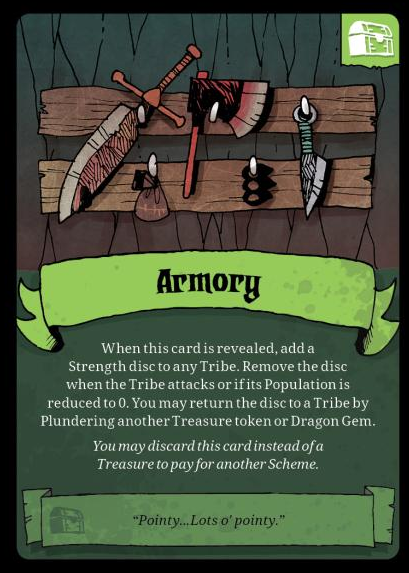 Armory
When this card is revealed, add a
Strength disc to any Tribe. Remove the disc
when the Tribe attacks or if its Population is
reduced to 0. You may return the disc to a Tribe by
Plundering another Treasure token or Dragon Gem.
You may discard this card instead of a
Treasure to pay for another Scheme.
“Pointy...Lots o' pointy.”